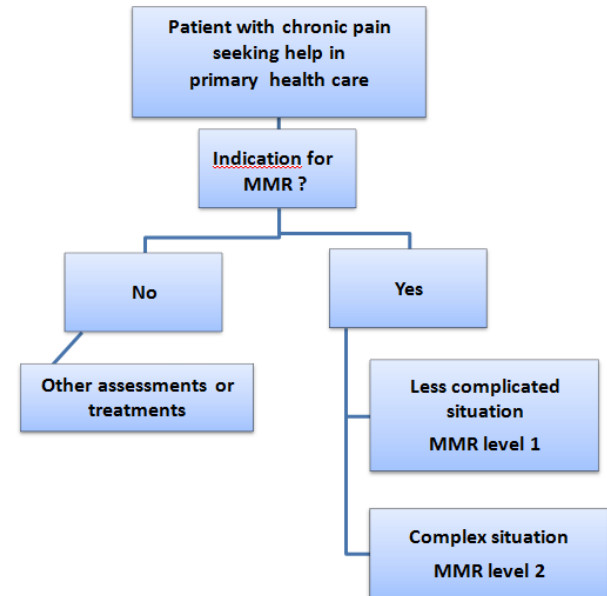 Patient with chronic pain
seeking help in
primary health care
Indication for
MMR ?
No
Yes
Other assessments or
treatments
Less complicated
situation
MMR level 1
Complex situation
MMR level 2